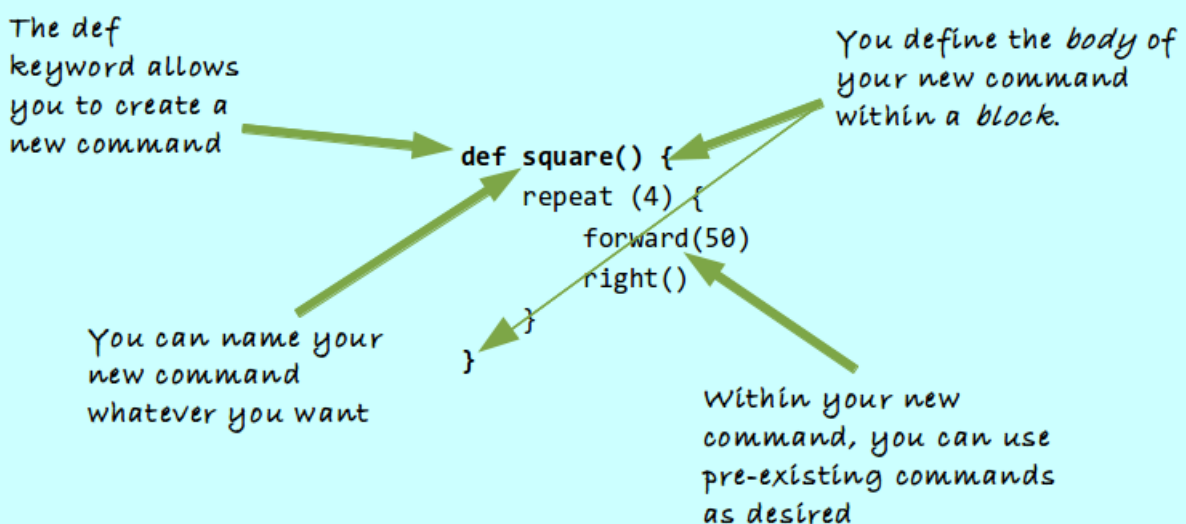 The def
keyword allows
you to create a
new command
You define the body of
your new command
within a block.
def square() {
repeat (4) {
forward(50)
right()
}
}
You can name your
new command
whatever you want
Within your new
command, you can use
pre-existing commands
as desired